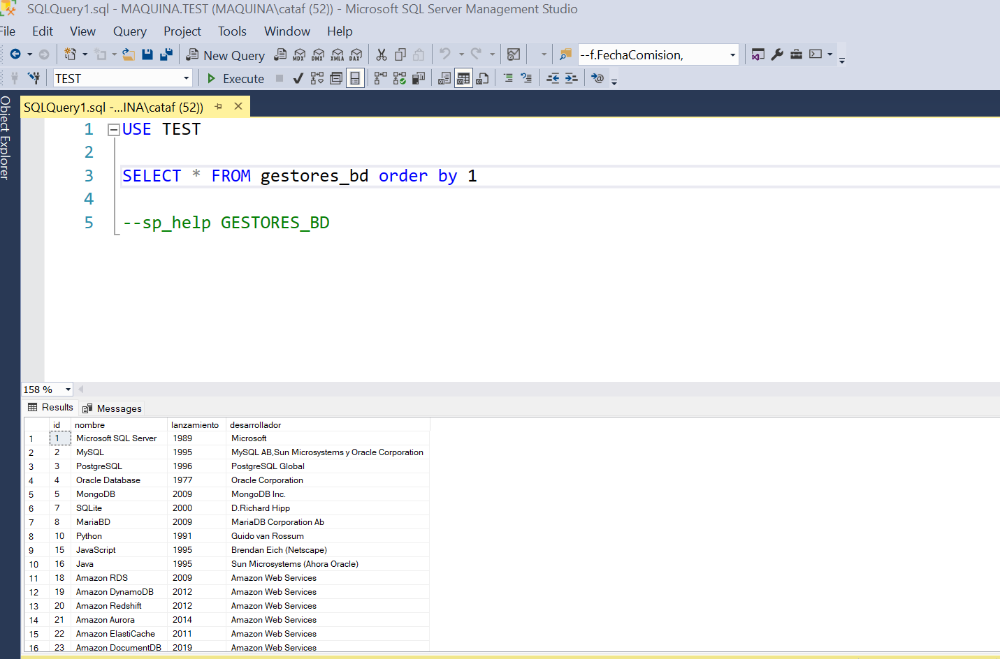 SQLQuery1.sql - MAQUINA.TEST (MAQUINA\cataf (52)) - Microsoft SQL Server Management Studio
File Edit View Query Project Tools Window Help
New Query MDX DMX XMLA DAX --f.FechaComision,
TEST Execute
Object Explorer
SQLQuery1.sql -...INA\cataf (52))
1 USE TEST
2
3 SELECT * FROM gestores_bd order by 1
4
5 --sp_help GESTORES_BD
158 %
Results Messages
id nombre lanzamiento desarrollador
1 1 Microsoft SQL Server 1989 Microsoft
2 2 MySQL 1995 MySQL AB,Sun Microsystems y Oracle Corporation
3 3 PostgreSQL 1996 PostgreSQL Global
4 4 Oracle Database 1977 Oracle Corporation
5 5 MongoDB 2009 MongoDB Inc.
6 7 SQLite 2000 D.Richard Hipp
7 8 MariaBD 2009 MariaDB Corporation Ab
8 10 Python 1991 Guido van Rossum
9 15 JavaScript 1995 Brendan Eich (Netscape)
10 16 Java 1995 Sun Microsystems (Ahora Oracle)
11 18 Amazon RDS 2009 Amazon Web Services
12 19 Amazon DynamoDB 2012 Amazon Web Services
13 20 Amazon Redshift 2012 Amazon Web Services
14 21 Amazon Aurora 2014 Amazon Web Services
15 22 Amazon ElastiCache 2011 Amazon Web Services
16 23 Amazon DocumentDB 2019 Amazon Web Services